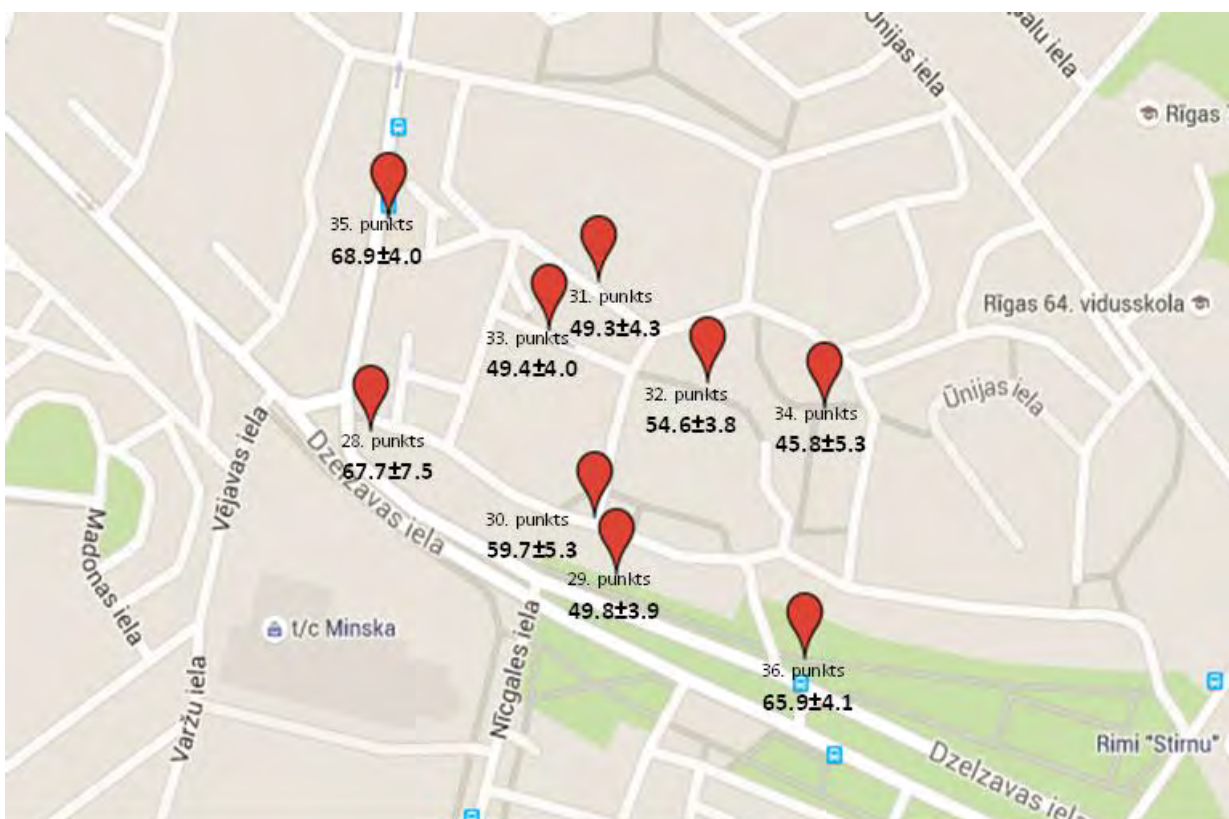 Ūnijas iela
Rīgas
35. punkts
68.9±4.0
31. punkts
49.3±4.3
33. punkts
49.4±4.0
Rīgas 64. vidusskola
32. punkts
54.6±3.8
34. punkts
45.8±5.3
Ūnijas iela
28. punkts
67.7±7.5
Dzelzavas iela
Vējavas iela
30. punkts
59.7±5.3
29. punkts
49.8±3.9
Madonas iela
t/c Minska
Nīcgales iela
Varžu iela
36. punkts
65.9±4.1
Rimi "Stirnu"
Dzelzavas iela